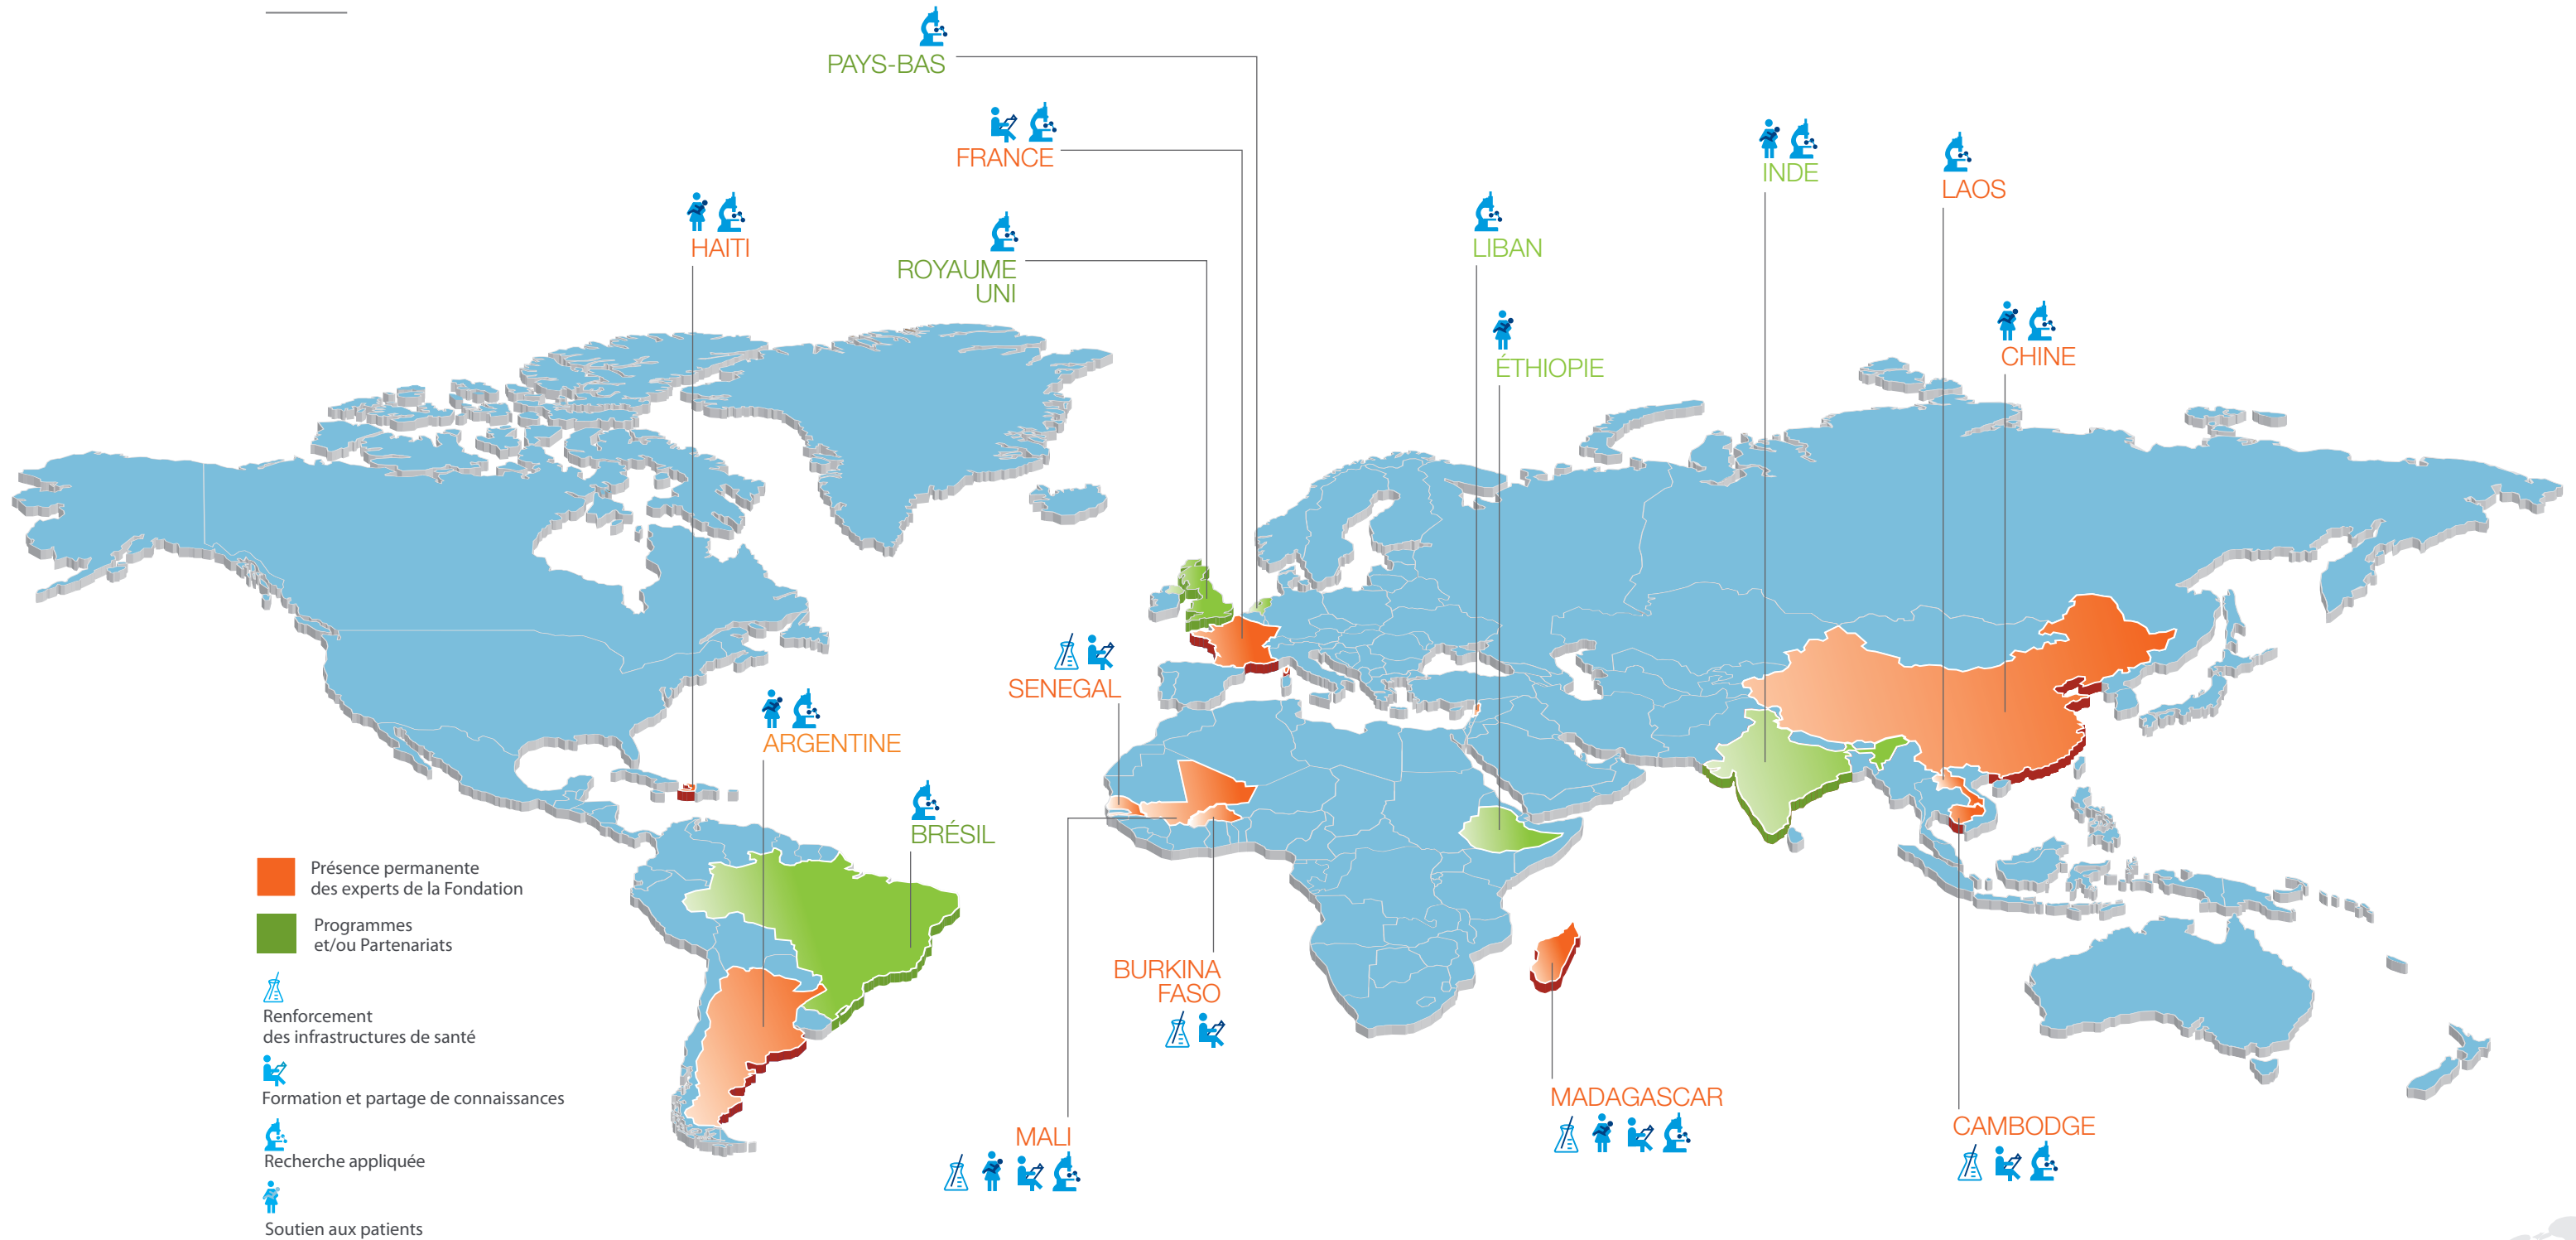 PAYS-BAS
FRANCE
INDE
LAOS
HAITI
LIBAN
ROYAUME
UNI
CHINE
ÉTHIOPIE
SENEGAL
ARGENTINE
BRÉSIL
Présence permanente
des experts de la Fondation
Programmes
et/ou Partenariats
Renforcement
des infrastructures de santé
Formation et partage de connaissances
Recherche appliquée
Soutien aux patients
BURKINA
FASO
MALI
MADAGASCAR
CAMBODGE